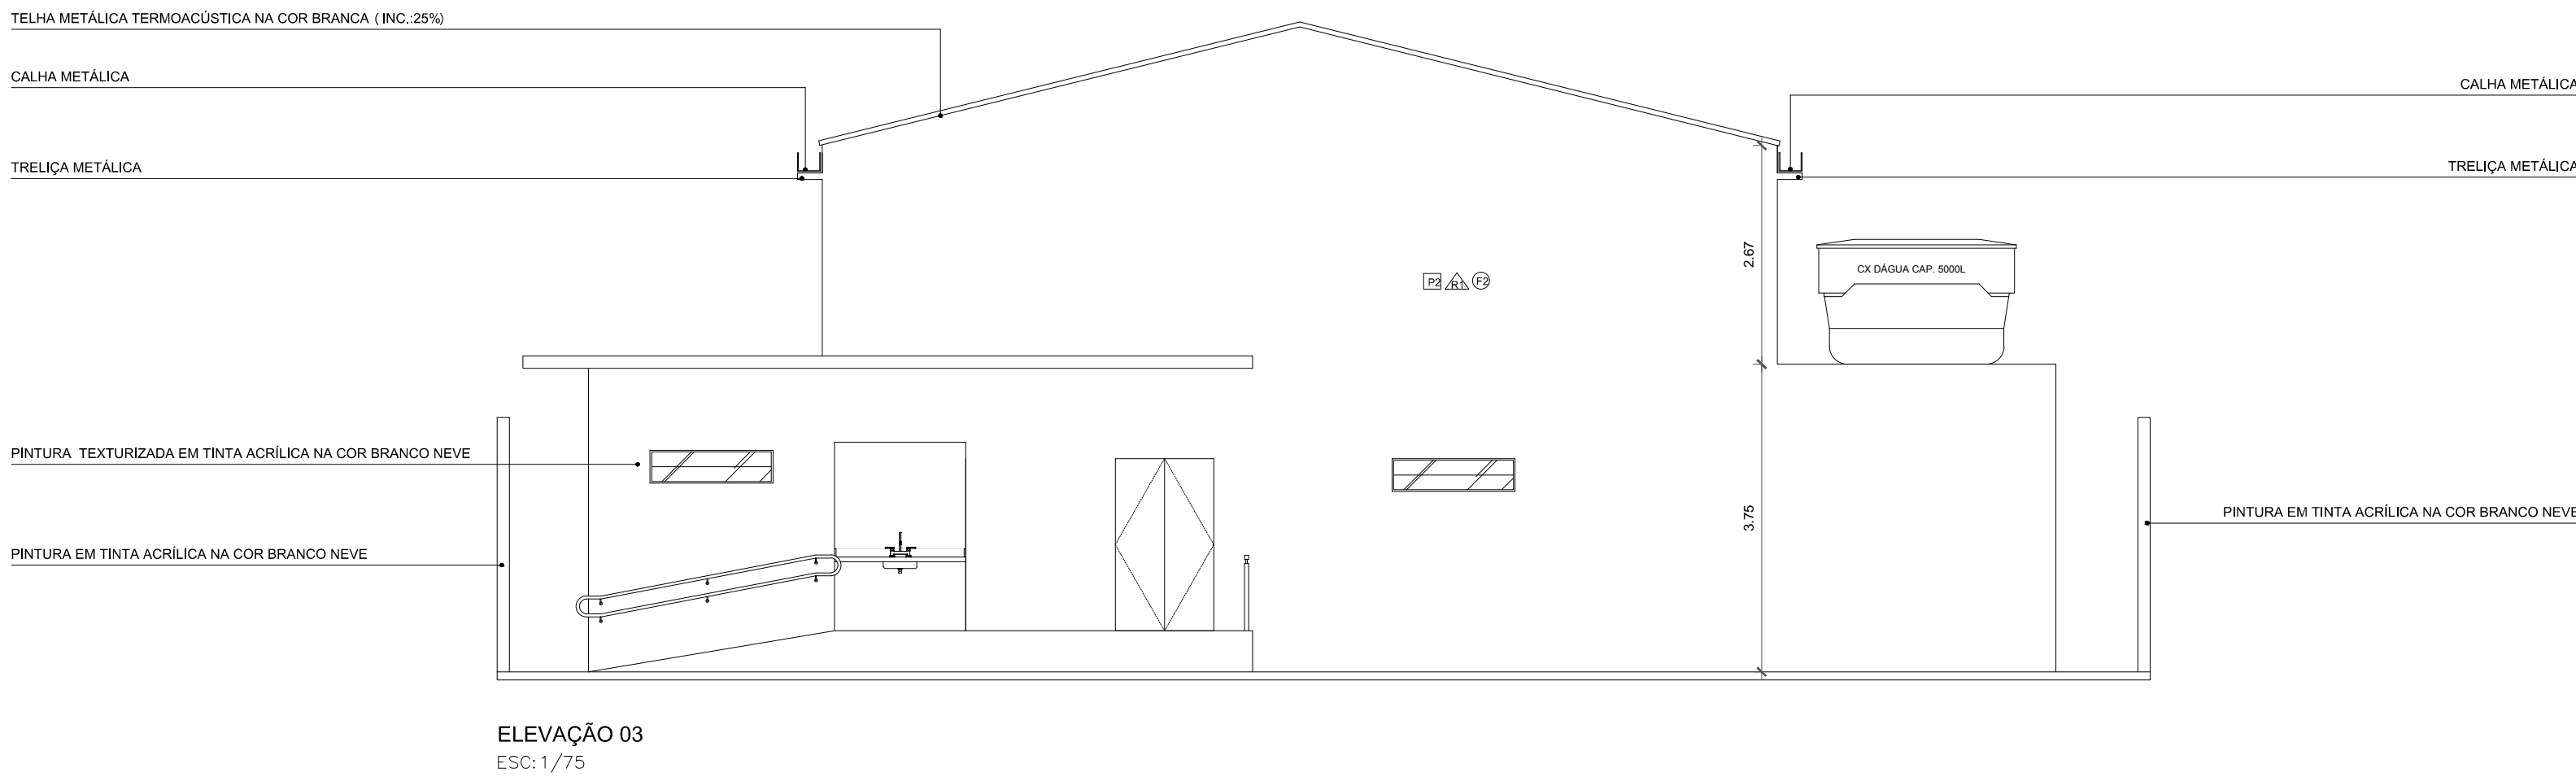 TELHA METÁLICA TERMOACÚSTICA NA COR BRANCA ( INC.:25%)
CALHA METÁLICA
CALHA METÁLICA
TRELIÇA METÁLICA
TRELIÇA METÁLICA
2.67
CX DÁGUA CAP. 5000L
P2 R1 F2
PINTURA TEXTURIZADA EM TINTA ACRÍLICA NA COR BRANCO NEVE
3.75
PINTURA EM TINTA ACRÍLICA NA COR BRANCO NEVE
PINTURA EM TINTA ACRÍLICA NA COR BRANCO NEVE
ELEVAÇÃO 03
ESC: 1/75